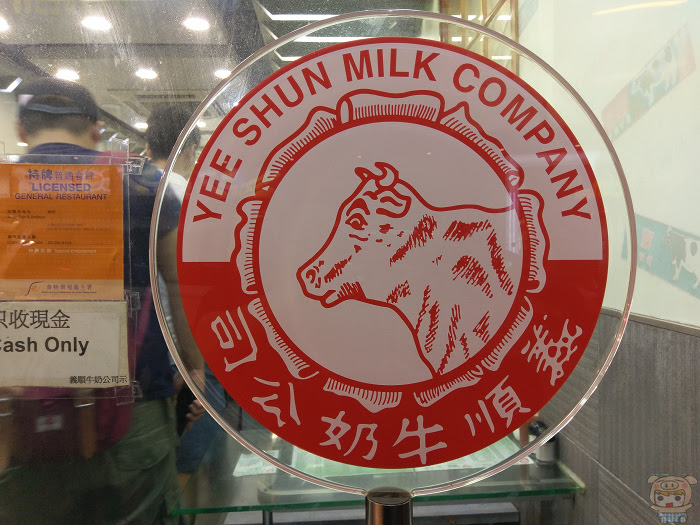 YEE SHUN MILK COMPANY
義順牛奶公司
持牌普通食肆
LICENSED
GENERAL RESTAURANT
只收現金
Cash Only
義順牛奶公司示